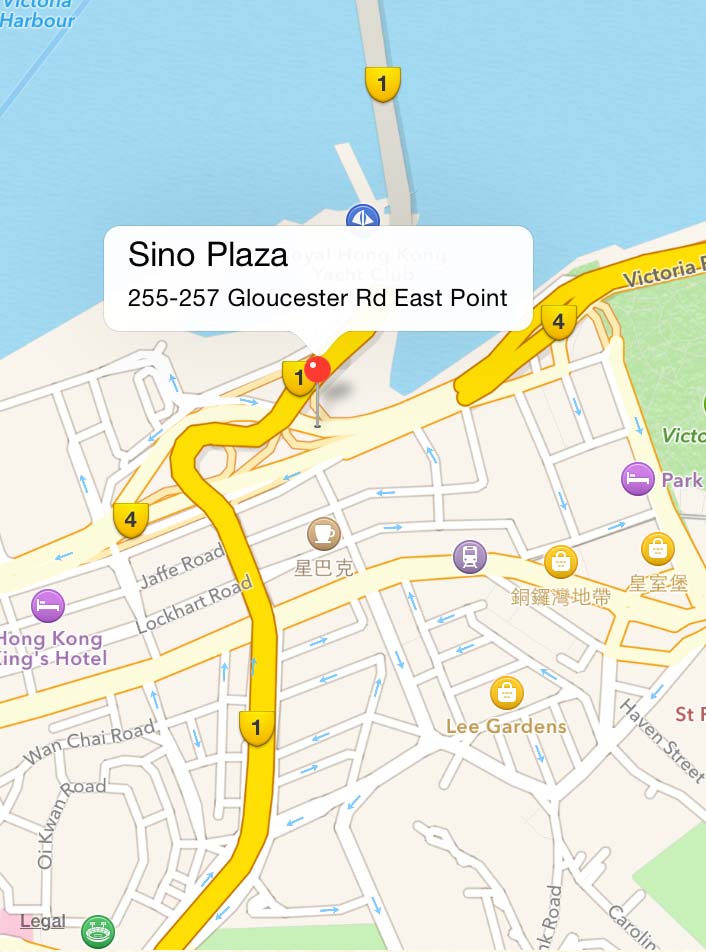 Victoria
Harbour
1
Sino Plaza
255-257 Gloucester Rd East Point
Royal Hong Kong
Yacht Club
Victoria
4
1
Park
4
Jaffe Road
星巴克
Lockhart Road
銅鑼灣地帶
皇室堡
Hong Kong
King's Hotel
Lee Gardens
St
1
Wan Chai Road
Haven Street
Oi Kwan Road
Legal
Road